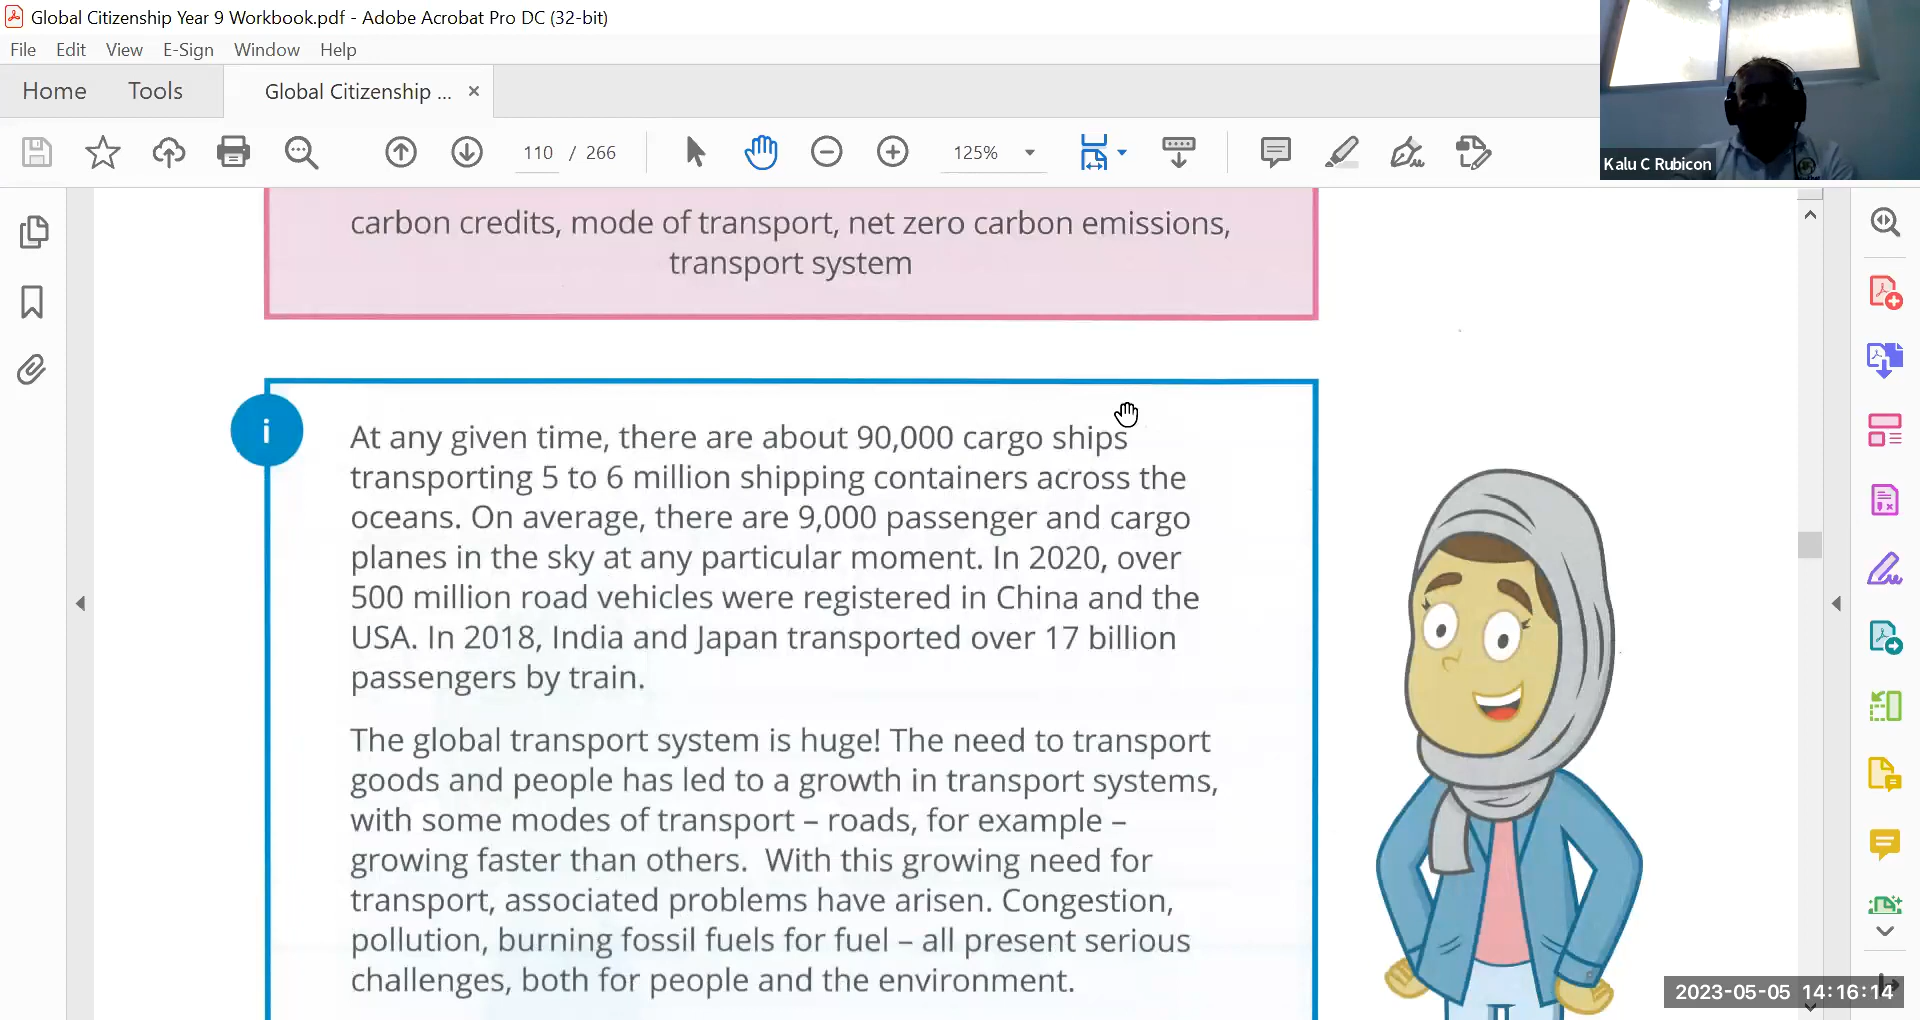 Global Citizenship Year 9 Workbook.pdf - Adobe Acrobat Pro DC (32-bit)
File Edit View E-Sign Window Help
Home Tools Global Citizenship ... ×
110 / 266 125%
Kalu C Rubicon
carbon credits, mode of transport, net zero carbon emissions,
transport system
i
At any given time, there are about 90,000 cargo ships
transporting 5 to 6 million shipping containers across the
oceans. On average, there are 9,000 passenger and cargo
planes in the sky at any particular moment. In 2020, over
500 million road vehicles were registered in China and the
USA. In 2018, India and Japan transported over 17 billion
passengers by train.
The global transport system is huge! The need to transport
goods and people has led to a growth in transport systems,
with some modes of transport – roads, for example –
growing faster than others.  With this growing need for
transport, associated problems have arisen. Congestion,
pollution, burning fossil fuels for fuel – all present serious
challenges, both for people and the environment.
2023-05-05 14:16:14